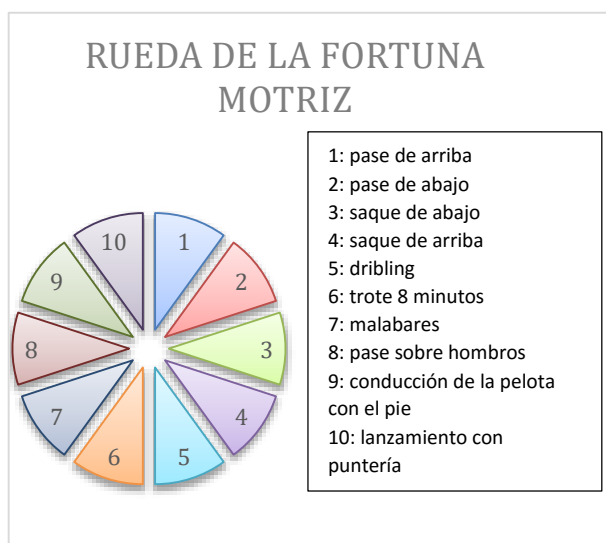 RUEDA DE LA FORTUNA
MOTRIZ
1: pase de arriba
2: pase de abajo
3: saque de abajo
4: saque de arriba
5: dribling
6: trote 8 minutos
7: malabares
8: pase sobre hombros
9: conducción de la pelota
con el pie
10: lanzamiento con
puntería
1
2
3
4
5
6
7
8
9
10